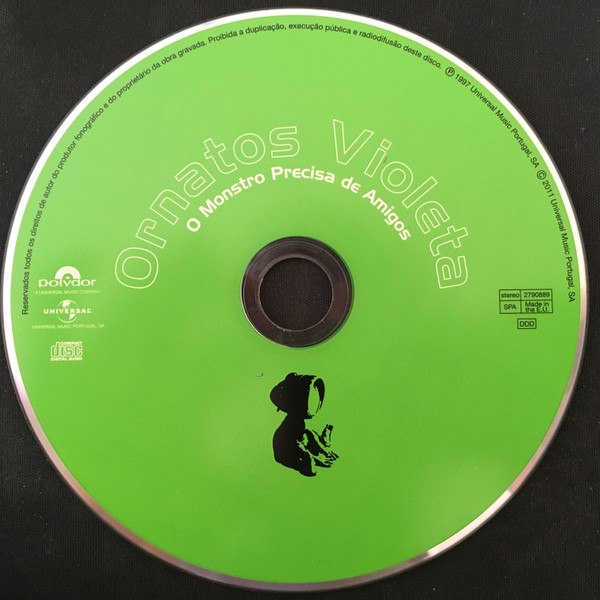 Reservados todos os direitos de autor do produtor fonográfico e do proprietário da obra gravada. Proibida a duplicação, execução pública e radiodifusão deste disco. ℗ 1997 Universal Music Portugal, SA © 2011 Universal Music Portugal, SA
Ornatos Violeta
O Monstro Precisa de Amigos
Polydor
A UNIVERSAL MUSIC COMPANY
UNIVERSAL
UNIVERSAL MUSIC PORTUGAL, SA
COMPACT
disc
DIGITAL AUDIO
stereo 2790889
SPA Made in
the E.U.
DDD